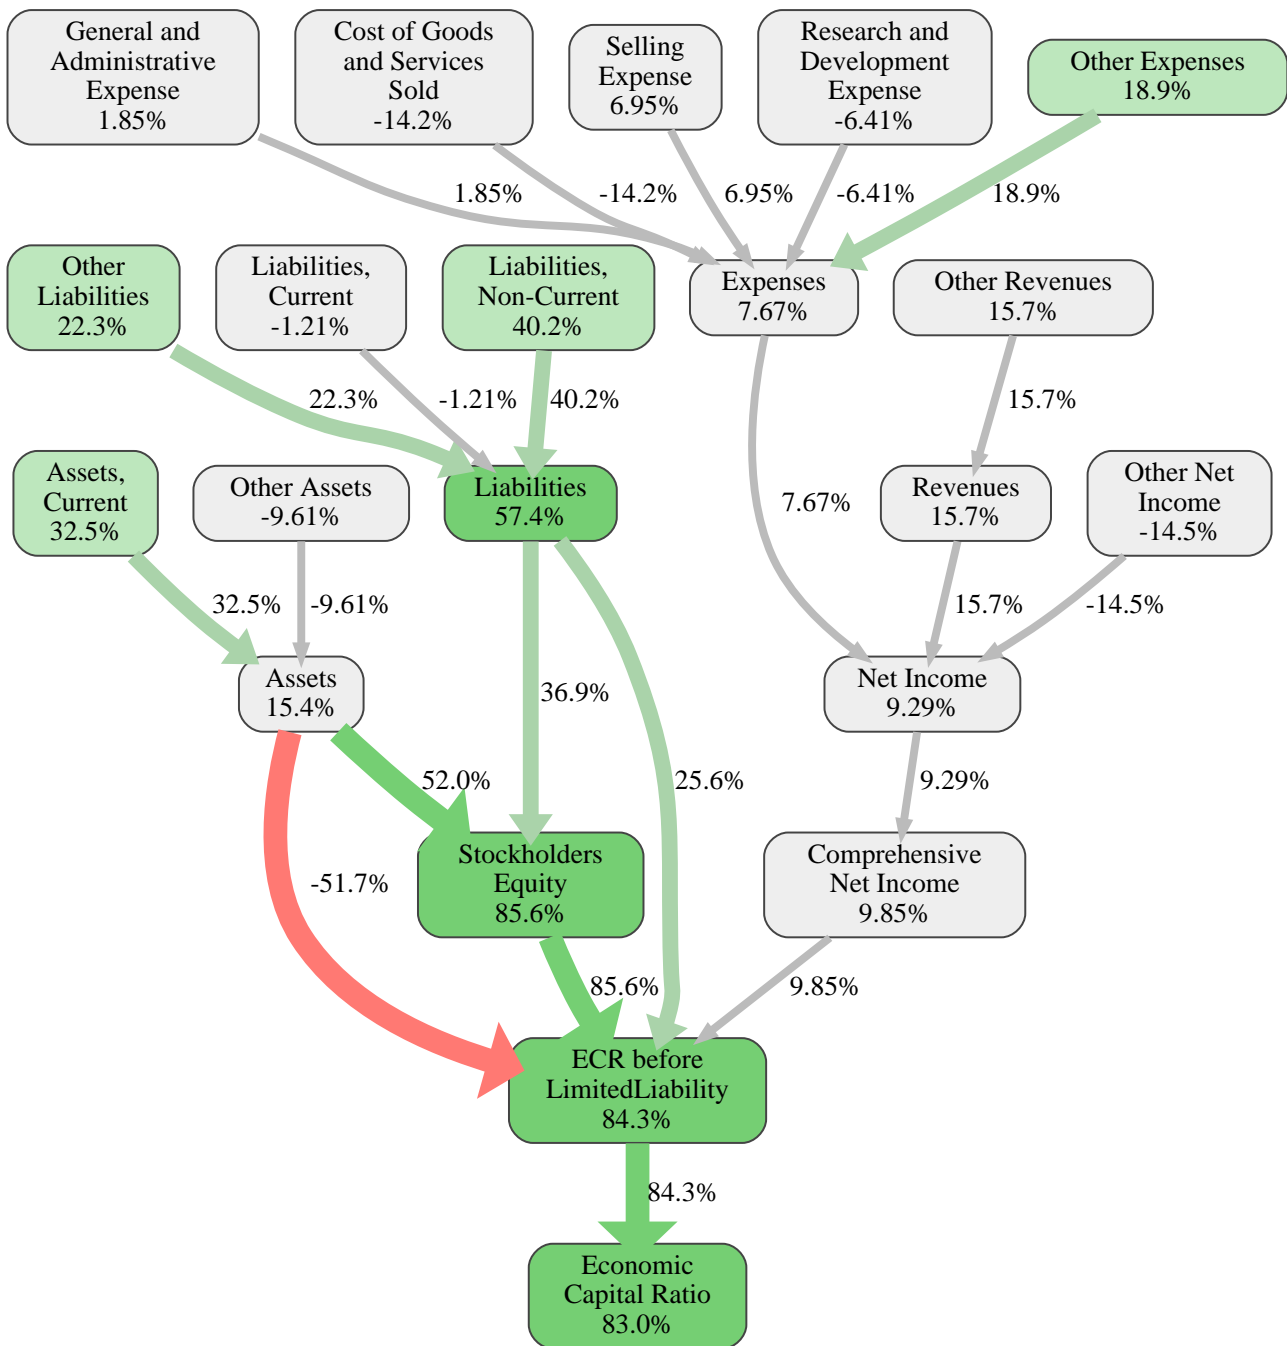 General and
Administrative
Expense
1.85%
Cost of Goods
and Services
Sold
-14.2%
Selling
Expense
6.95%
Research and
Development
Expense
-6.41%
Other Expenses
18.9%
1.85%
-14.2%
6.95%
-6.41%
18.9%
Other
Liabilities
22.3%
Liabilities,
Current
-1.21%
Liabilities,
Non-Current
40.2%
Expenses
7.67%
Other Revenues
15.7%
22.3%
-1.21%
40.2%
15.7%
Assets,
Current
32.5%
Other Assets
-9.61%
Liabilities
57.4%
7.67%
Revenues
15.7%
Other Net
Income
-14.5%
32.5%
-9.61%
15.7%
-14.5%
Assets
15.4%
36.9%
Net Income
9.29%
52.0%
25.6%
9.29%
-51.7%
Stockholders
Equity
85.6%
Comprehensive
Net Income
9.85%
85.6%
9.85%
ECR before
LimitedLiability
84.3%
84.3%
Economic
Capital Ratio
83.0%